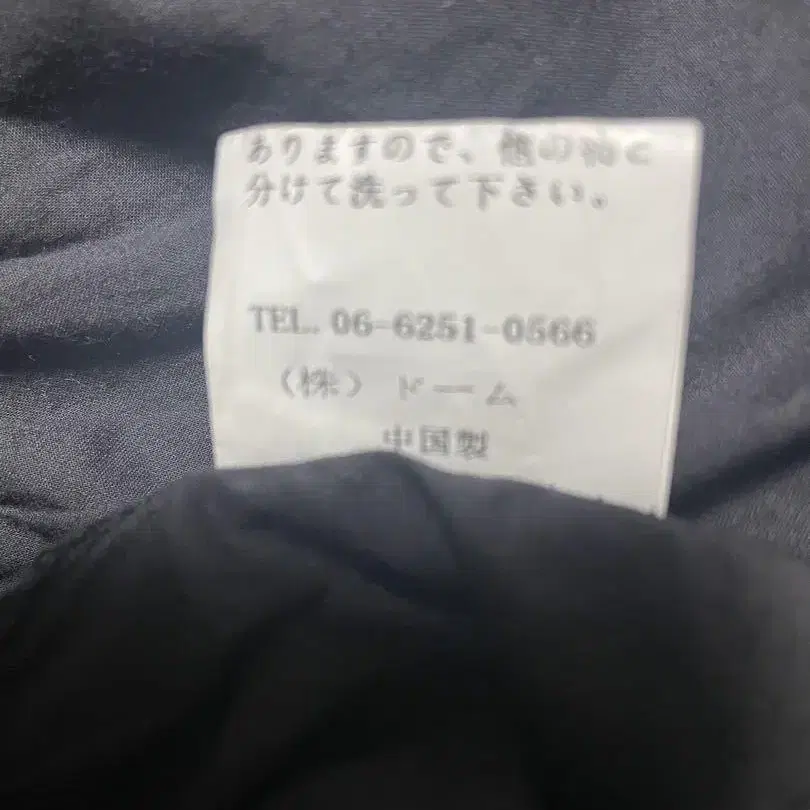 ありますので、他の物と
分けて洗って下さい。
TEL. 06-6251-0566
(株) ドーム
中国製